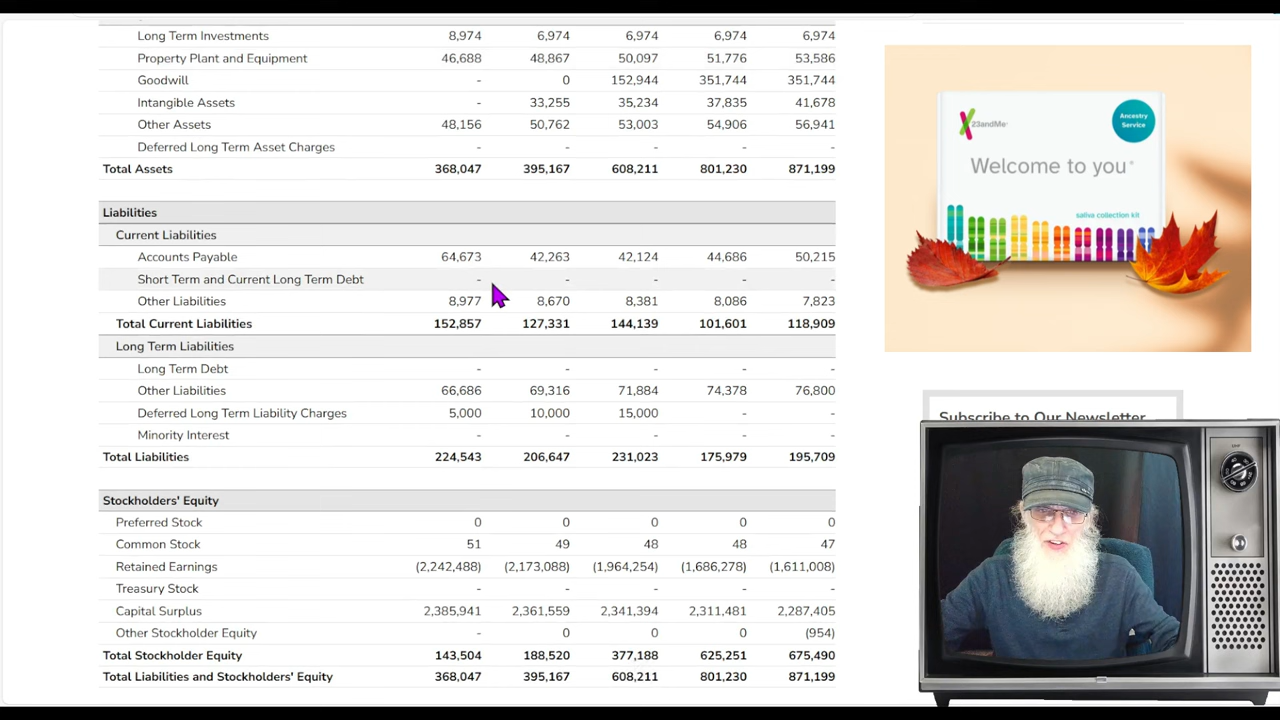 Long Term Investments 8,974 6,974 6,974 6,974 6,974
Property Plant and Equipment 46,688 48,867 50,097 51,776 53,586
Goodwill - 0 152,944 351,744 351,744
Intangible Assets - 33,255 35,234 37,835 41,678
Other Assets 48,156 50,762 53,003 54,906 56,941
Deferred Long Term Asset Charges - - - - -
Total Assets 368,047 395,167 608,211 801,230 871,199
Liabilities
Current Liabilities
Accounts Payable 64,673 42,263 42,124 44,686 50,215
Short Term and Current Long Term Debt - - - - -
Other Liabilities 8,977 8,670 8,381 8,086 7,823
Total Current Liabilities 152,857 127,331 144,139 101,601 118,909
Long Term Liabilities
Long Term Debt - - - - -
Other Liabilities 66,686 69,316 71,884 74,378 76,800
Deferred Long Term Liability Charges 5,000 10,000 15,000 - -
Minority Interest - - - - -
Total Liabilities 224,543 206,647 231,023 175,979 195,709
Stockholders' Equity
Preferred Stock 0 0 0 0 0
Common Stock 51 49 48 48 47
Retained Earnings (2,242,488) (2,173,088) (1,964,254) (1,686,278) (1,611,008)
Treasury Stock - - - - -
Capital Surplus 2,385,941 2,361,559 2,341,394 2,311,481 2,287,405
Other Stockholder Equity - 0 0 0 (954)
Total Stockholder Equity 143,504 188,520 377,188 625,251 675,490
Total Liabilities and Stockholders' Equity 368,047 395,167 608,211 801,230 871,199
23andMe
Ancestry
Service
Welcome to you
saliva collection kit
Subscribe to Our Newsletter